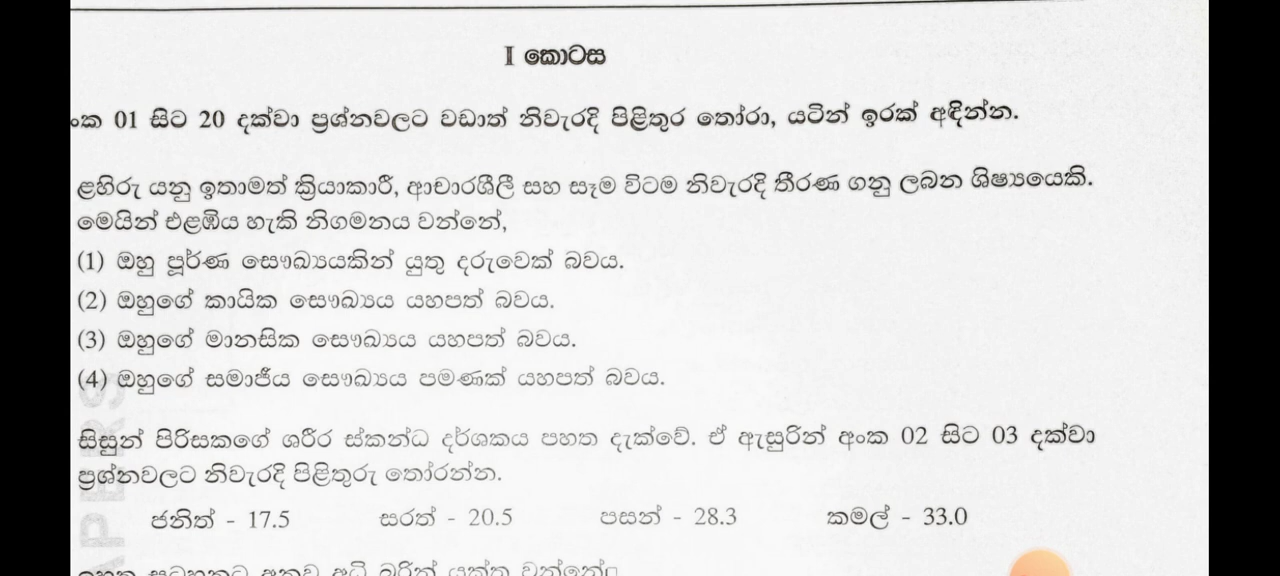 I කොටස
ංක 01 සිට 20 දක්වා ප්‍රශ්නවලට වඩාත් නිවැරදි පිළිතුර තෝරා, යටින් ඉරක් අඳින්න.
ළහිරු යනු ඉතාමත් ක්‍රියාකාරී, ආචාරශීලී සහ සෑම විටම නිවැරදි තීරණ ගනු ලබන ශිෂ්‍යයෙකි.
මෙයින් එළඹිය හැකි නිගමනය වන්නේ,
(1) ඔහු පූර්ණ සෞඛ්‍යයකින් යුතු දරුවෙක් බවය.
(2) ඔහුගේ කායික සෞඛ්‍යය යහපත් බවය.
(3) ඔහුගේ මානසික සෞඛ්‍යය යහපත් බවය.
(4) ඔහුගේ සමාජීය සෞඛ්‍යය පමණක් යහපත් බවය.
සිසුන් පිරිසකගේ ශරීර ස්කන්ධ දර්ශකය පහත දැක්වේ. ඒ ඇසුරින් අංක 02 සිට 03 දක්වා
ප්‍රශ්නවලට නිවැරදි පිළිතුරු තෝරන්න.
ජනිත් - 17.5 සරත් - 20.5 පසන් - 28.3 කමල් - 33.0